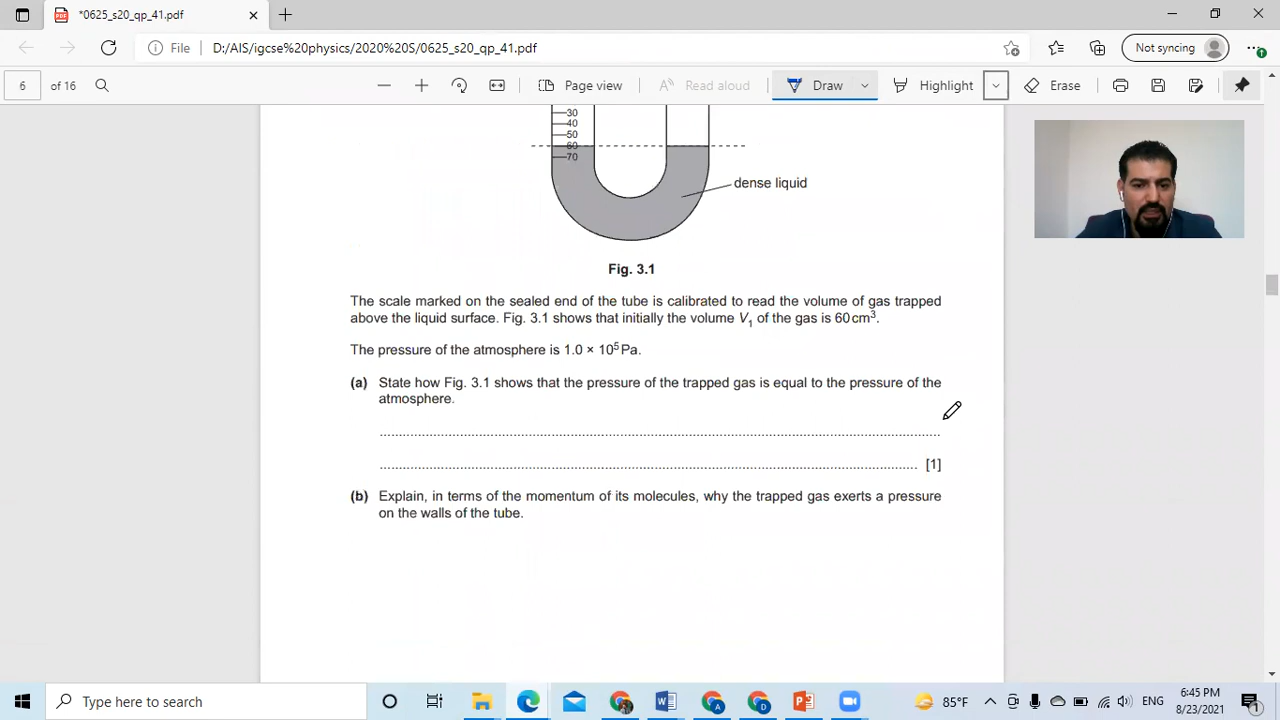 *0625_s20_qp_41.pdf
File
D:/AIS/igcse%20physics/2020%20S/0625_s20_qp_41.pdf
Not syncing
6 of 16
Page view
Read aloud
Draw
Highlight
Erase
30
40
50
60
70
dense liquid
Fig. 3.1
The scale marked on the sealed end of the tube is calibrated to read the volume of gas trapped
above the liquid surface. Fig. 3.1 shows that initially the volume V₁ of the gas is 60 cm³.
The pressure of the atmosphere is 1.0 × 10⁵ Pa.
(a) State how Fig. 3.1 shows that the pressure of the trapped gas is equal to the pressure of the
atmosphere.
[1]
(b) Explain, in terms of the momentum of its molecules, why the trapped gas exerts a pressure
on the walls of the tube.
Type here to search
85°F
ENG
6:45 PM
8/23/2021
1